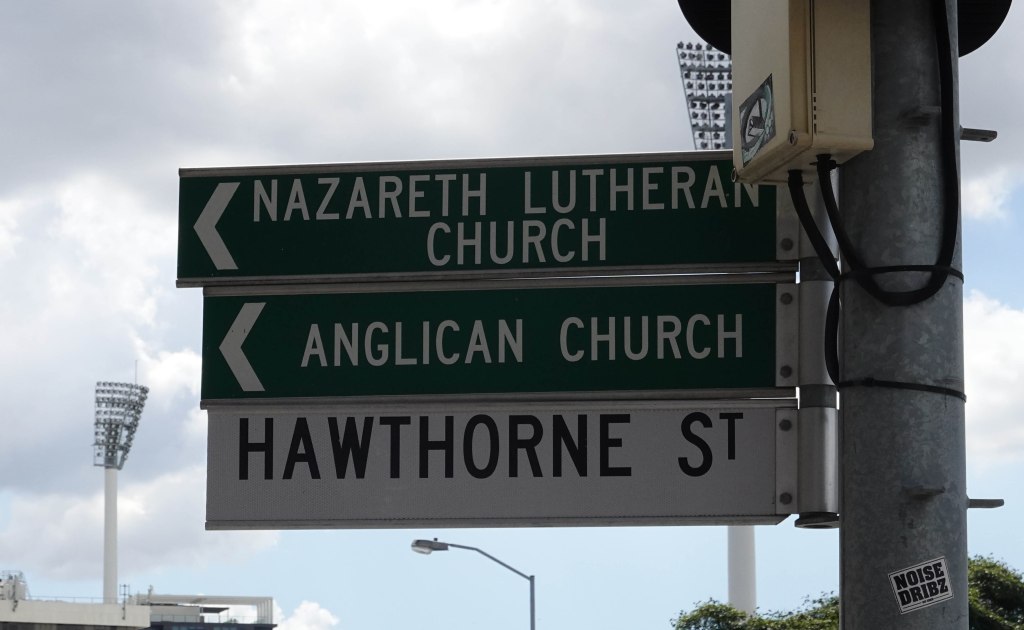 NAZARETH LUTHERAN
CHURCH
ANGLICAN CHURCH
HAWTHORNE ST
NOISE
DRIBZ